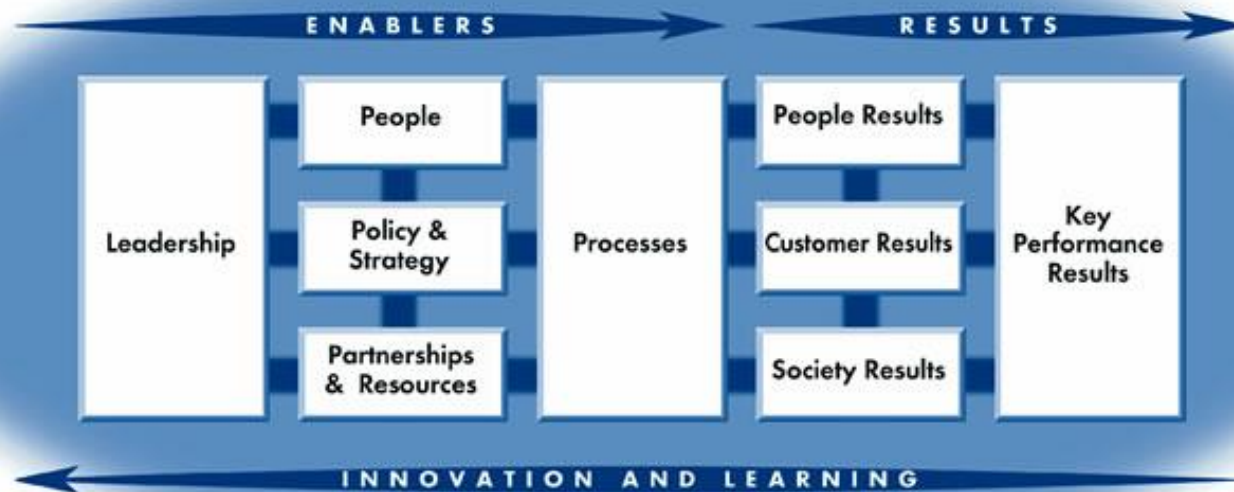 ENABLERS
RESULTS
Leadership
People
Policy &
Strategy
Partnerships
& Resources
Processes
People Results
Customer Results
Society Results
Key
Performance
Results
INNOVATION AND LEARNING